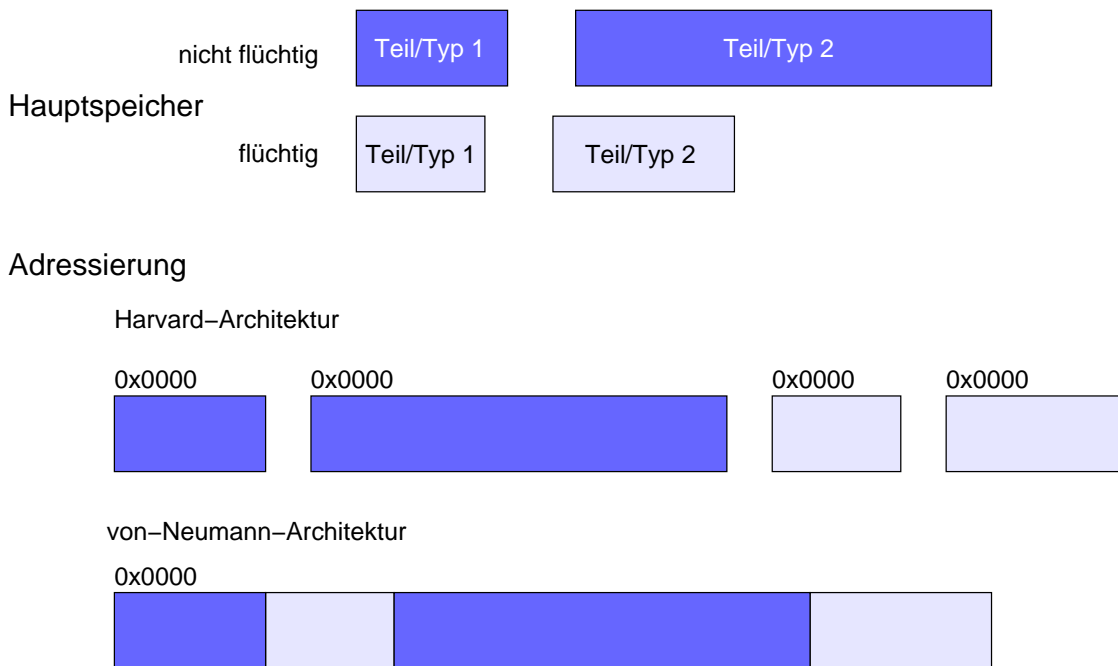 nicht flüchtig
Teil/Typ 1
Teil/Typ 2
Hauptspeicher
flüchtig
Teil/Typ 1
Teil/Typ 2
Adressierung
Harvard−Architektur
0x0000
0x0000
0x0000
0x0000
von−Neumann−Architektur
0x0000